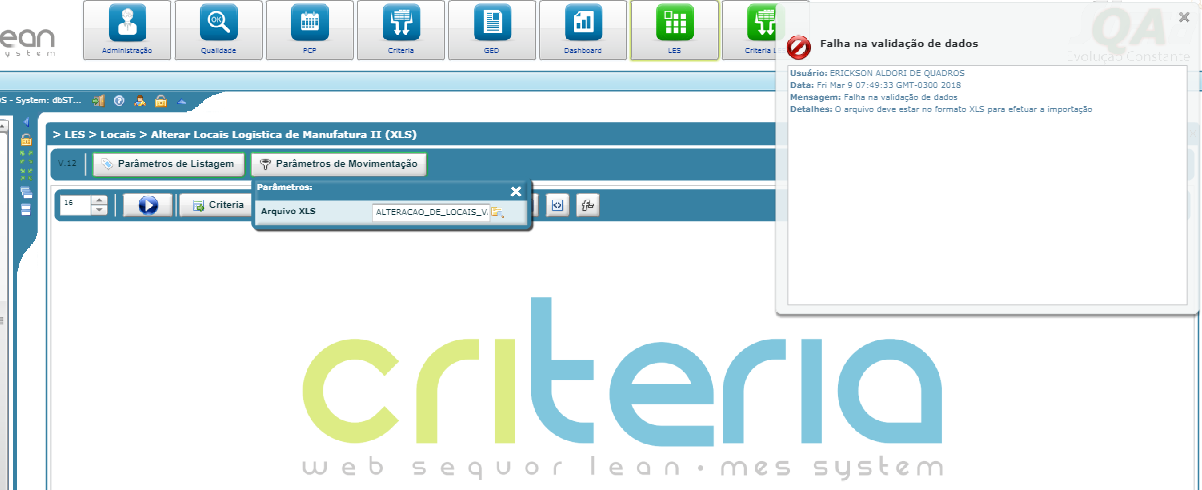 ean
system
Administração
Qualidade
PCP
Criteria
GED
Dashboard
LES
Criteria
QA
Evolução Constante
Falha na validação de dados
Usuário: ERICKSON ALDORI DE QUADROS
Data: Fri Mar 9 07:49:33 GMT-0300 2018
Mensagem: Falha na validação de dados
Detalhes: O arquivo deve estar no formato XLS para efetuar a importação
OS - System: dbST...
> LES > Locais > Alterar Locais Logística de Manufatura II (XLS)
V.12
Parâmetros de Listagem
Parâmetros de Movimentação
Parâmetros:
16
Criteria
Arquivo XLS
ALTERACAO_DE_LOCAIS_V
criteria
web sequor lean · mes system